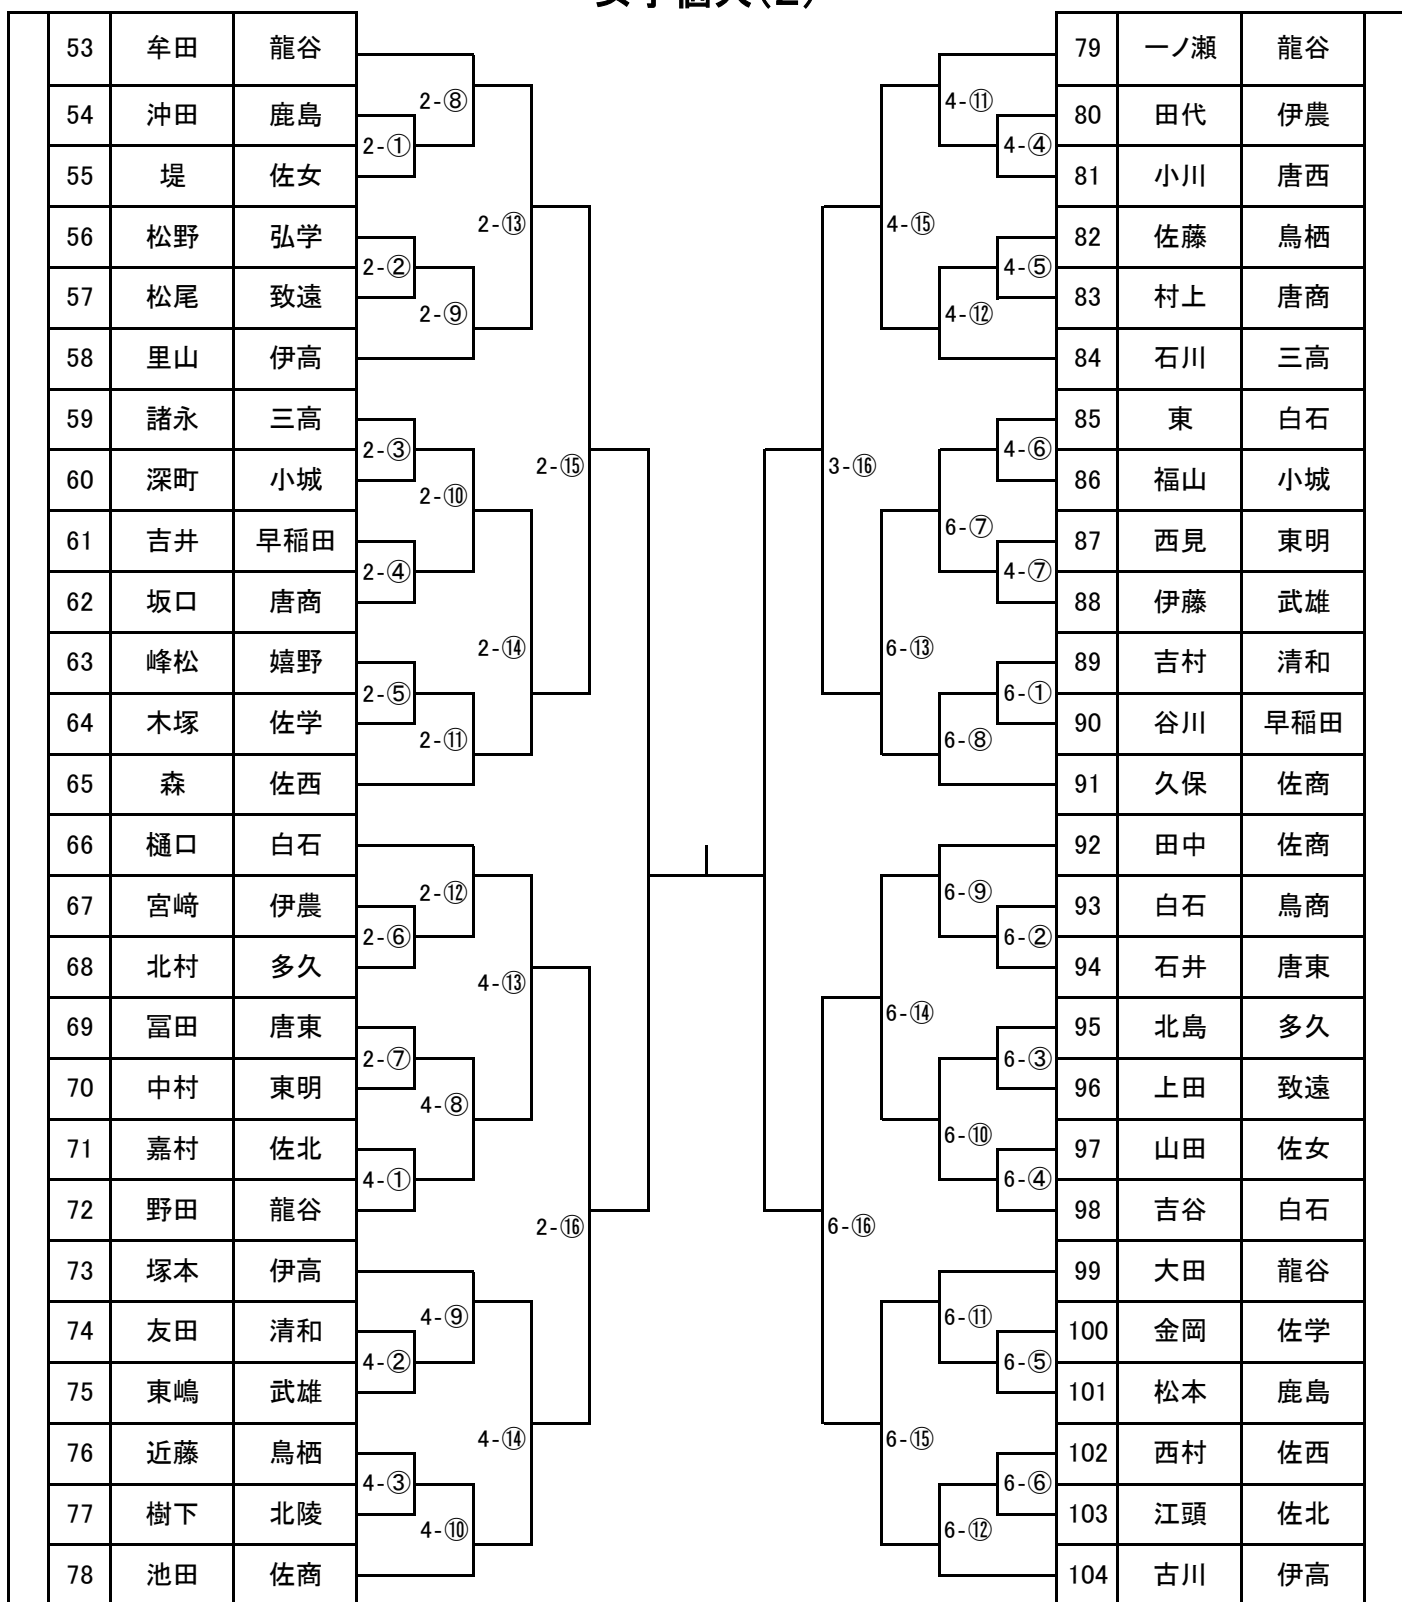 女子個人(2)
53 牟田 龍谷
54 沖田 鹿島
55 堤 佐女
56 松野 弘学
57 松尾 致遠
58 里山 伊高
59 諸永 三高
60 深町 小城
61 吉井 早稲田
62 坂口 唐商
63 峰松 嬉野
64 木塚 佐学
65 森 佐西
66 樋口 白石
67 宮﨑 伊農
68 北村 多久
69 冨田 唐東
70 中村 東明
71 嘉村 佐北
72 野田 龍谷
73 塚本 伊高
74 友田 清和
75 東嶋 武雄
76 近藤 鳥栖
77 樹下 北陵
78 池田 佐商
2-⑧
2-①
2-⑬
2-②
2-⑨
2-③
2-⑮
2-⑩
2-④
2-⑭
2-⑤
2-⑪
2-⑫
2-⑥
4-⑬
2-⑦
4-⑧
4-①
2-⑯
4-⑨
4-②
4-⑭
4-③
4-⑩
4-⑪
4-④
4-⑮
4-⑤
4-⑫
4-⑥
3-⑯
6-⑦
4-⑦
6-⑬
6-①
6-⑧
6-⑨
6-②
6-⑭
6-③
6-⑩
6-④
6-⑯
6-⑪
6-⑤
6-⑮
6-⑥
6-⑫
79 一ノ瀬 龍谷
80 田代 伊農
81 小川 唐西
82 佐藤 鳥栖
83 村上 唐商
84 石川 三高
85 東 白石
86 福山 小城
87 西見 東明
88 伊藤 武雄
89 吉村 清和
90 谷川 早稲田
91 久保 佐商
92 田中 佐商
93 白石 鳥商
94 石井 唐東
95 北島 多久
96 上田 致遠
97 山田 佐女
98 吉谷 白石
99 大田 龍谷
100 金岡 佐学
101 松本 鹿島
102 西村 佐西
103 江頭 佐北
104 古川 伊高